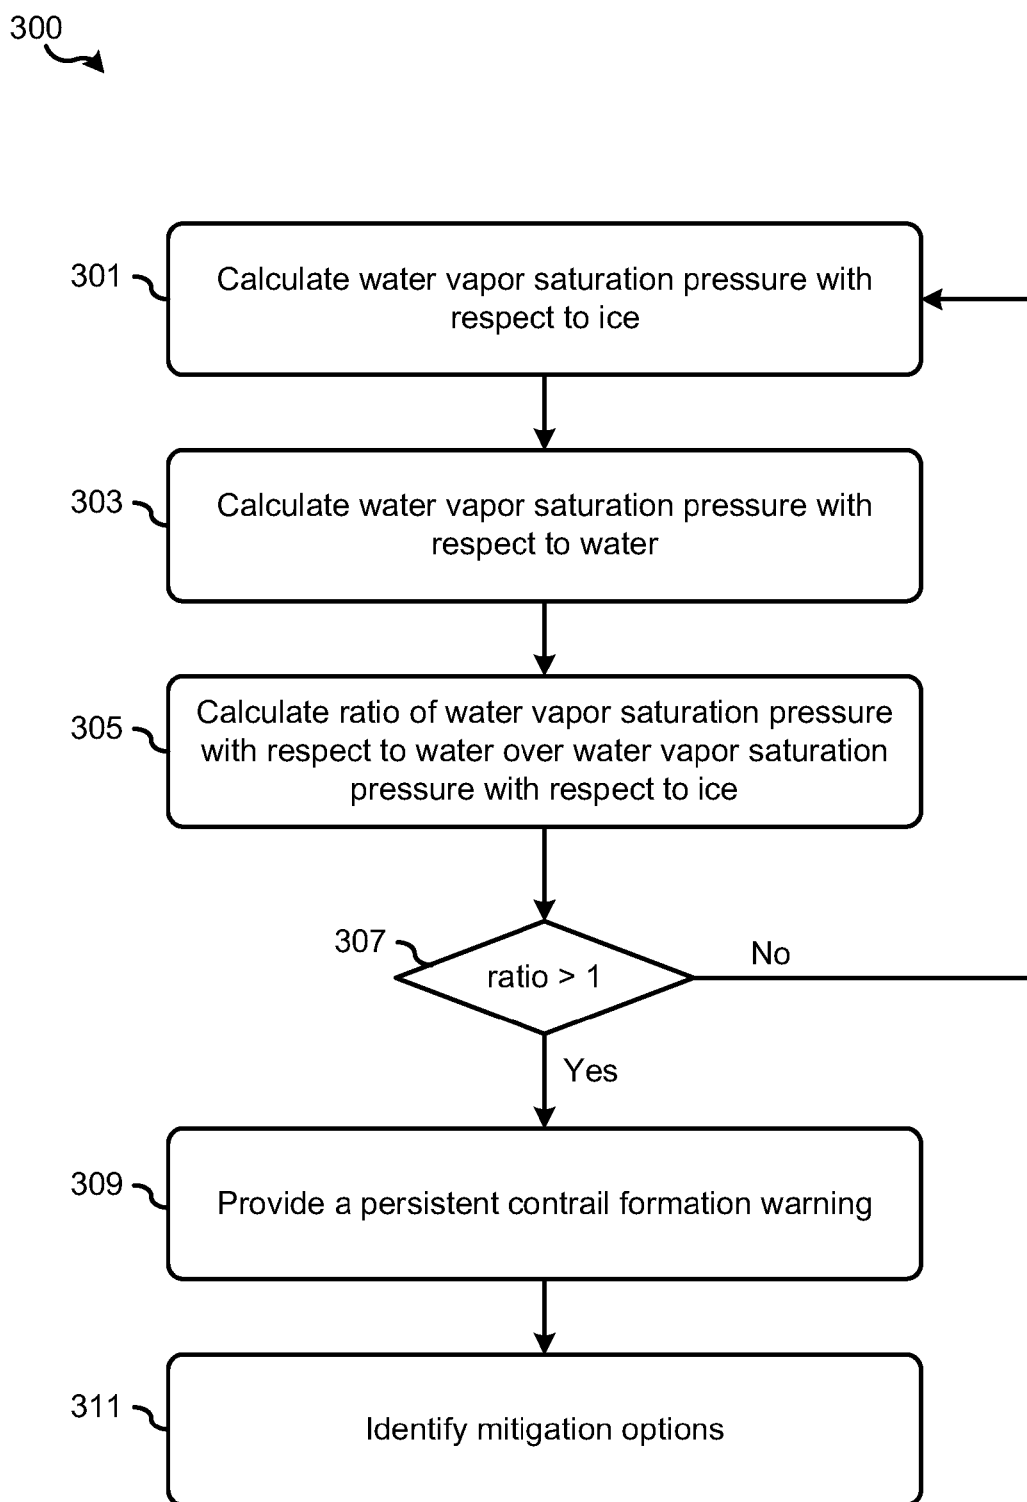 300
301
Calculate water vapor saturation pressure with
respect to ice
303
Calculate water vapor saturation pressure with
respect to water
305
Calculate ratio of water vapor saturation pressure
with respect to water over water vapor saturation
pressure with respect to ice
307
ratio > 1
No
Yes
309
Provide a persistent contrail formation warning
311
Identify mitigation options